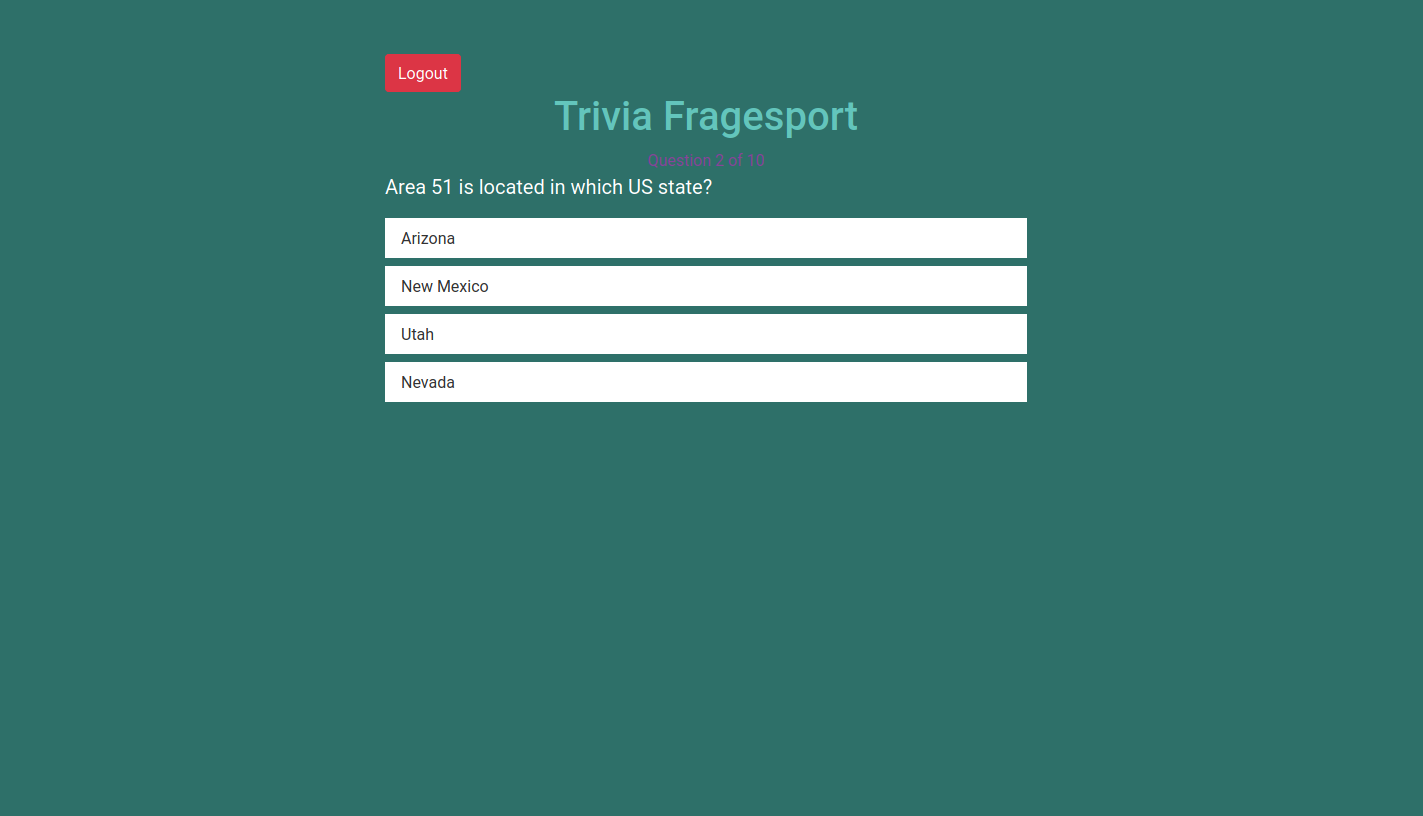 Logout
Trivia Fragesport
Question 2 of 10
Area 51 is located in which US state?
Arizona
New Mexico
Utah
Nevada